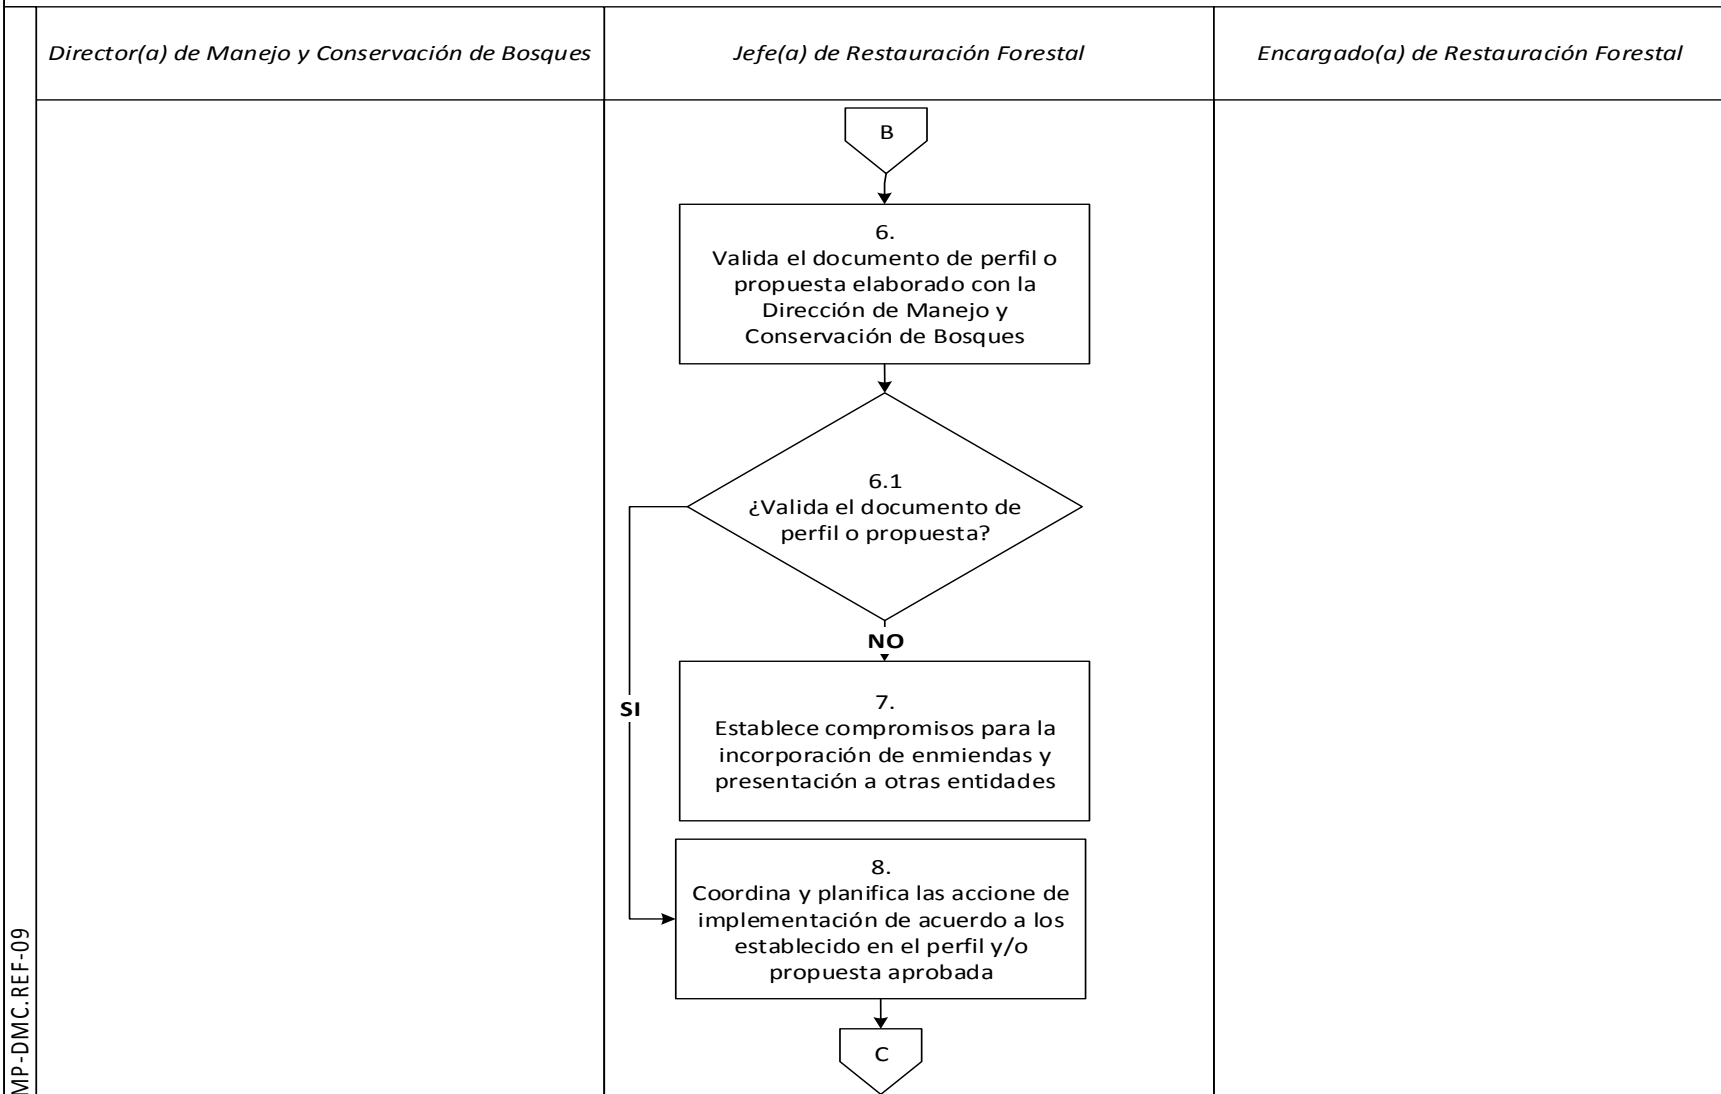 Director(a) de Manejo y Conservación de Bosques
Jefe(a) de Restauración Forestal
Encargado(a) de Restauración Forestal
B
6.
Valida el documento de perfil o
propuesta elaborado con la
Dirección de Manejo y
Conservación de Bosques
6.1
¿Valida el documento de
perfil o propuesta?
NO
SI
7.
Establece compromisos para la
incorporación de enmiendas y
presentación a otras entidades
8.
Coordina y planifica las accione de
implementación de acuerdo a los
establecido en el perfil y/o
propuesta aprobada
C
MP-DMC.REF-09